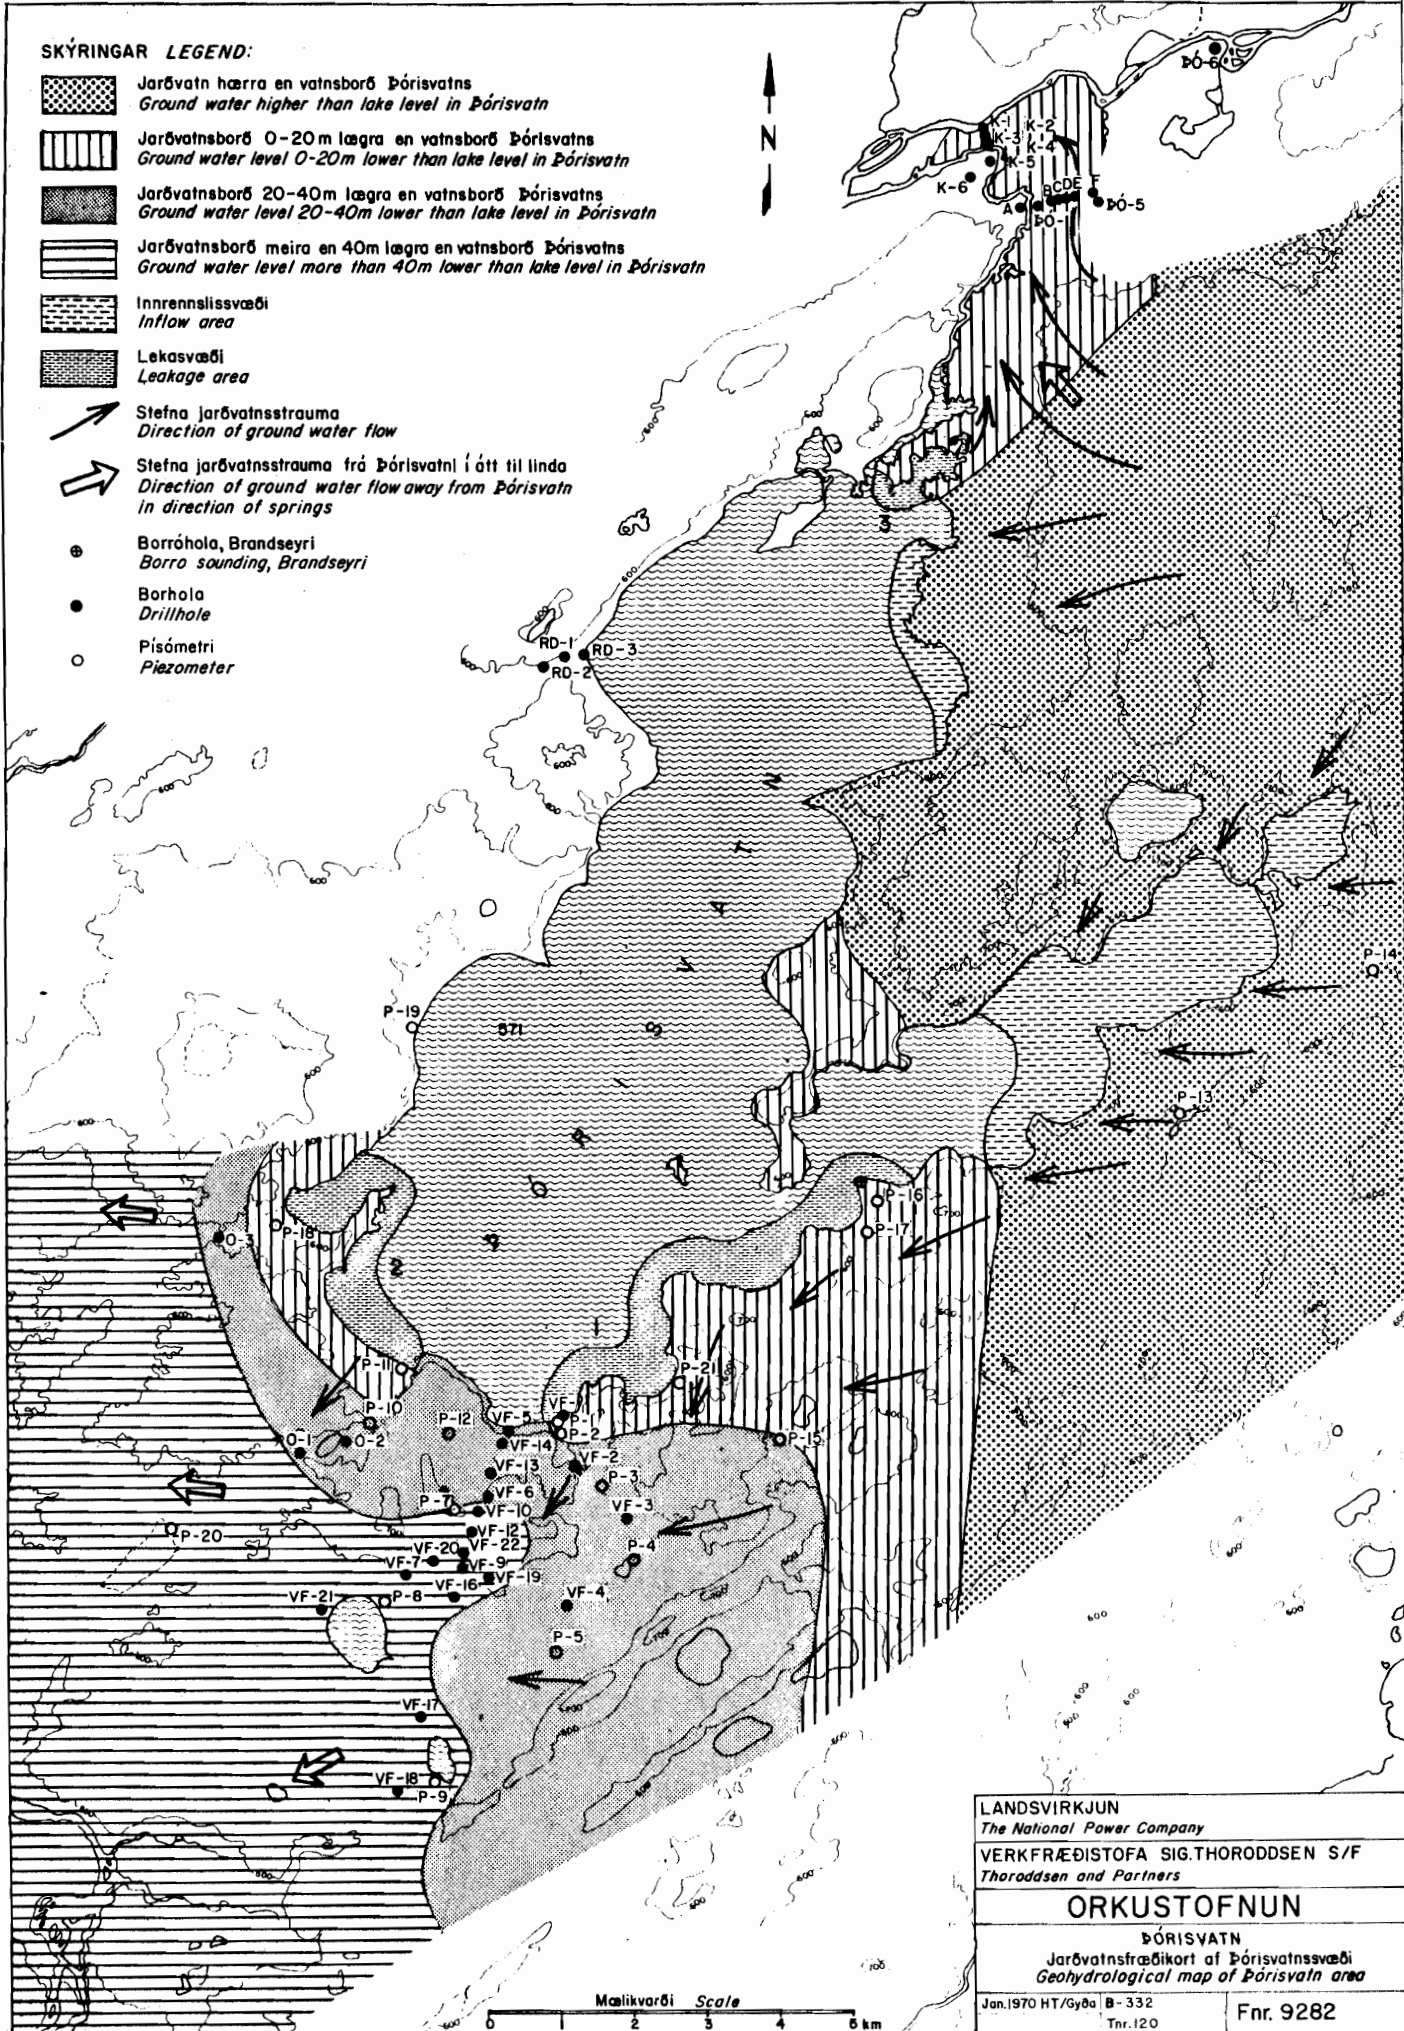 SKÝRINGAR LEGEND:
Jarðvatn hærra en vatnsborð Þórisvatns
Ground water higher than lake level in Þórisvatn
Jarðvatnsborð 0-20m lægra en vatnsborð Þórisvatns
Ground water level 0-20m lower than lake level in Þórisvatn
Jarðvatnsborð 20-40m lægra en vatnsborð Þórisvatns
Ground water level 20-40m lower than lake level in Þórisvatn
Jarðvatnsborð meira en 40m lægra en vatnsborð Þórisvatns
Ground water level more than 40m lower than lake level in Þórisvatn
Innrennslissvæði
Inflow area
Lekasvæði
Leakage area
Stefna jarðvatnsstrauma
Direction of ground water flow
Stefna jarðvatnsstrauma frá Þórisvatni í átt til linda
Direction of ground water flow away from Þórisvatn
in direction of springs
Borróhola, Brandseyri
Borro sounding, Brandseyri
Borhola
Drillhole
Písómetri
Piezometer
N
ÞÓ-6
K-1 K-2
K-3 K-4
K-5
K-6
BCDE F
A
ÞÓ-1
ÞÓ-5
3
RD-1
RD-3
RD-2
P-14
P-19
571
P-13
ÞÓRISVATN
P-16
P-17
P-18
O-3
2
1
P-11
P-21
P-10
P-12
VF-5
VF-1
P-1
P-2
O-1
O-2
VF-14
P-15
VF-13
VF-2
P-3
VF-6
P-7
VF-10
VF-3
VF-12
P-20
VF-20
VF-22
P-4
VF-7
VF-9
VF-19
VF-16
VF-21
P-8
VF-4
P-5
VF-17
VF-18
P-9
LANDSVIRKJUN
The National Power Company
VERKFRÆÐISTOFA SIG.THORODDSEN S/F
Thoroddsen and Partners
ORKUSTOFNUN
ÞÓRISVATN
Jarðvatnsfræðikort af Þórisvatnssvæði
Geohydrological map of Þórisvatn area
Jan.1970 HT/Gyða B-332
Tnr.120
Fnr. 9282
Mælikvarði Scale
0 1 2 3 4 5 km